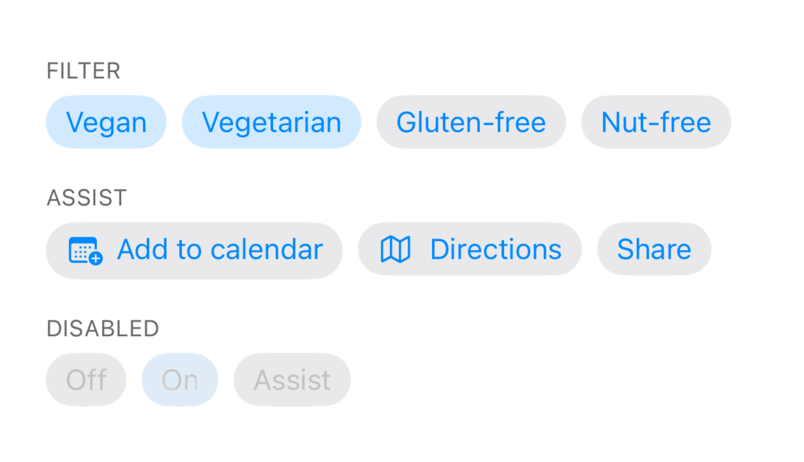 FILTER
Vegan Vegetarian Gluten-free Nut-free
ASSIST
Add to calendar Directions Share
DISABLED
Off On Assist